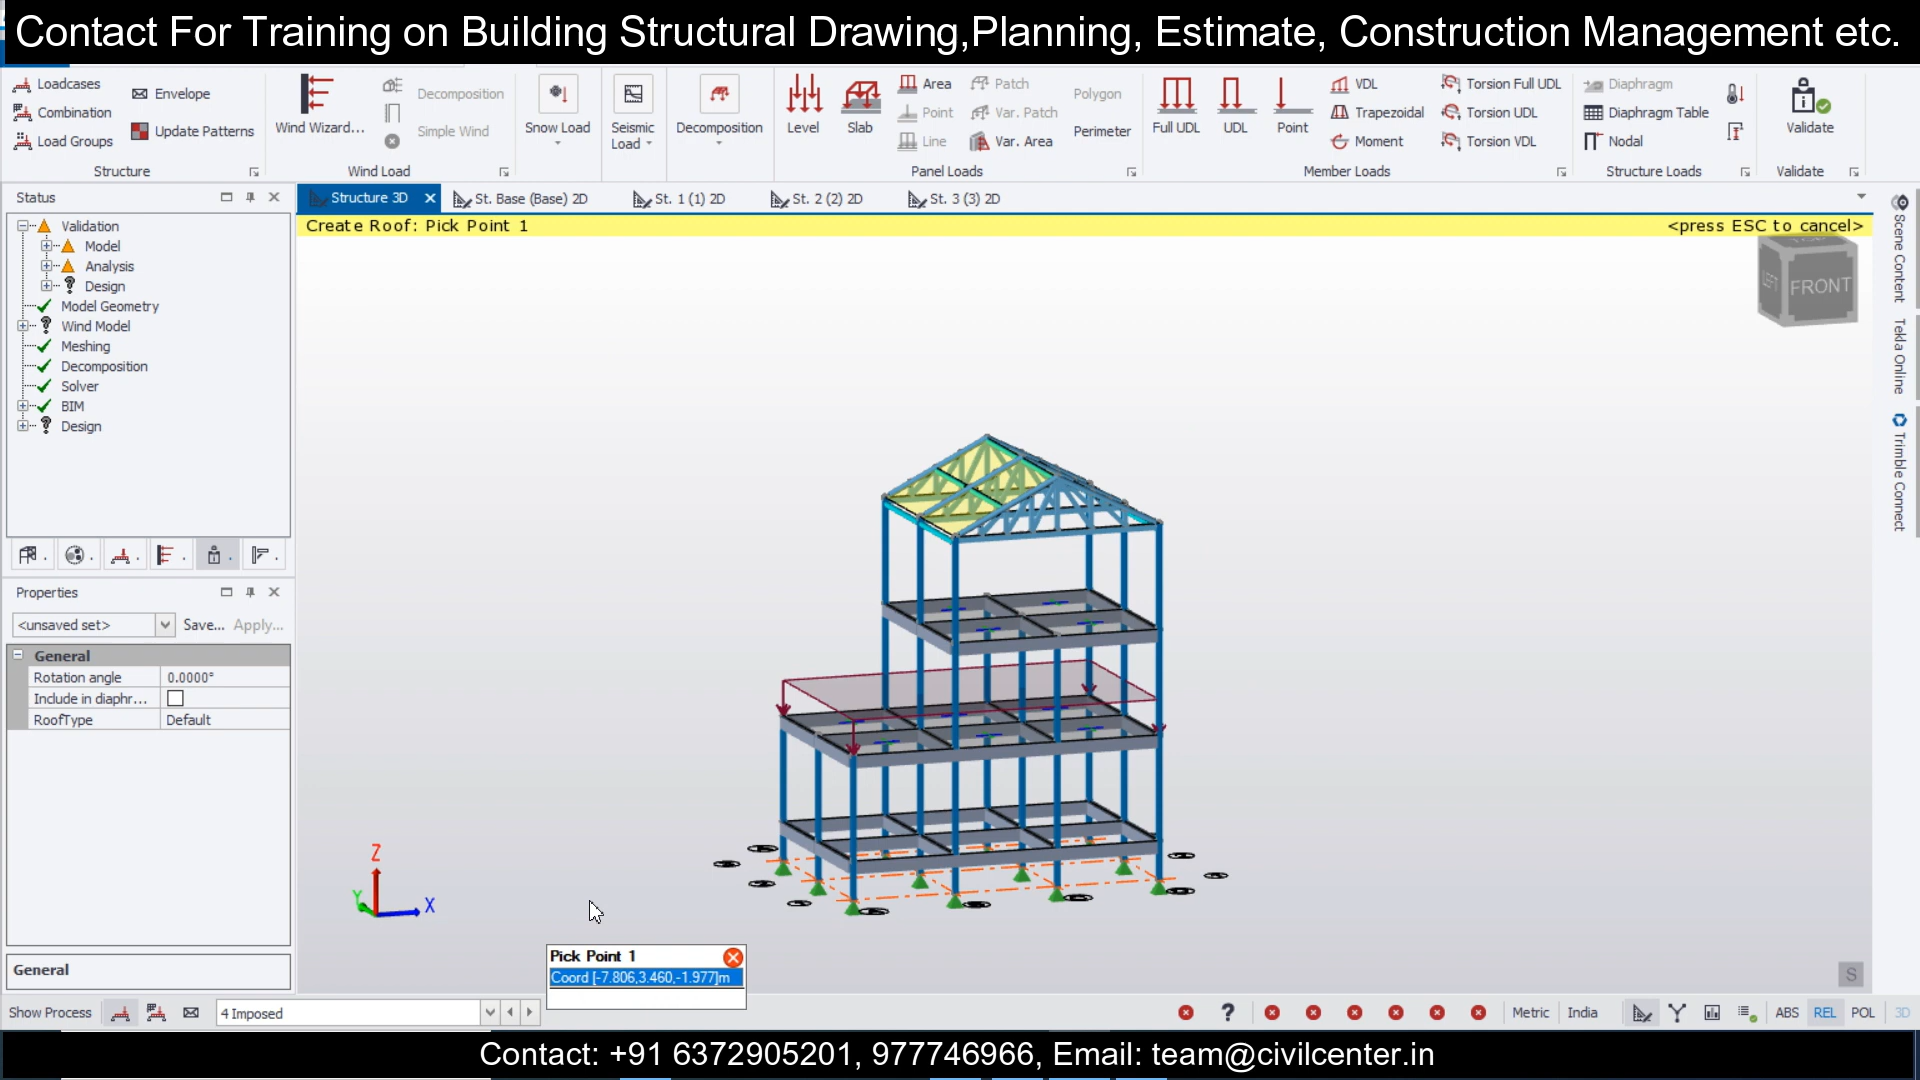 Contact For Training on Building Structural Drawing,Planning, Estimate, Construction Management etc.
Loadcases
Combination
Load Groups
Envelope
Update Patterns
Structure
Wind Wizard...
Decomposition
Simple Wind
Wind Load
Snow Load
Seismic
Load
Decomposition
Level
Slab
Area
Point
Line
Patch
Var. Patch
Var. Area
Polygon
Perimeter
Panel Loads
Full UDL
UDL
Point
VDL
Trapezoidal
Moment
Torsion Full UDL
Torsion UDL
Torsion VDL
Member Loads
Diaphragm
Diaphragm Table
Nodal
Structure Loads
Validate
Validate
Status
Structure 3D
St. Base (Base) 2D
St. 1 (1) 2D
St. 2 (2) 2D
St. 3 (3) 2D
Create Roof: Pick Point 1
<press ESC to cancel>
Validation
Model
Analysis
Design
Model Geometry
Wind Model
Meshing
Decomposition
Solver
BIM
Design
LEFT
FRONT
Scene Content
Tekla Online
Trimble Connect
Properties
<unsaved set>
Save...
Apply...
General
Rotation angle 0.0000°
Include in diaphr...
RoofType Default
General
Z
Y
X
Pick Point 1
Coord [-7.806,3.460,-1.977]m
S
Show Process
4 Imposed
Metric
India
ABS
REL
POL
3D
Contact: +91 6372905201, 977746966, Email: team@civilcenter.in